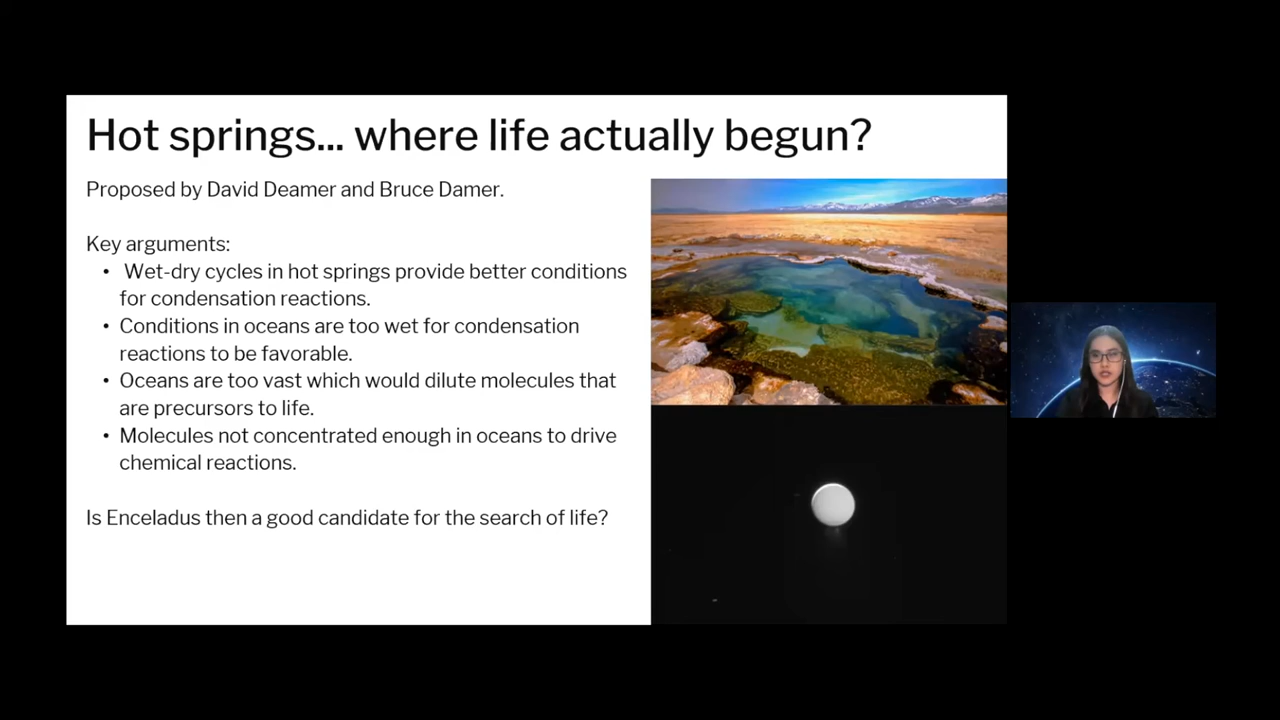 Hot springs... where life actually begun?
Proposed by David Deamer and Bruce Damer.
Key arguments:
• Wet-dry cycles in hot springs provide better conditions
for condensation reactions.
• Conditions in oceans are too wet for condensation
reactions to be favorable.
• Oceans are too vast which would dilute molecules that
are precursors to life.
• Molecules not concentrated enough in oceans to drive
chemical reactions.
Is Enceladus then a good candidate for the search of life?